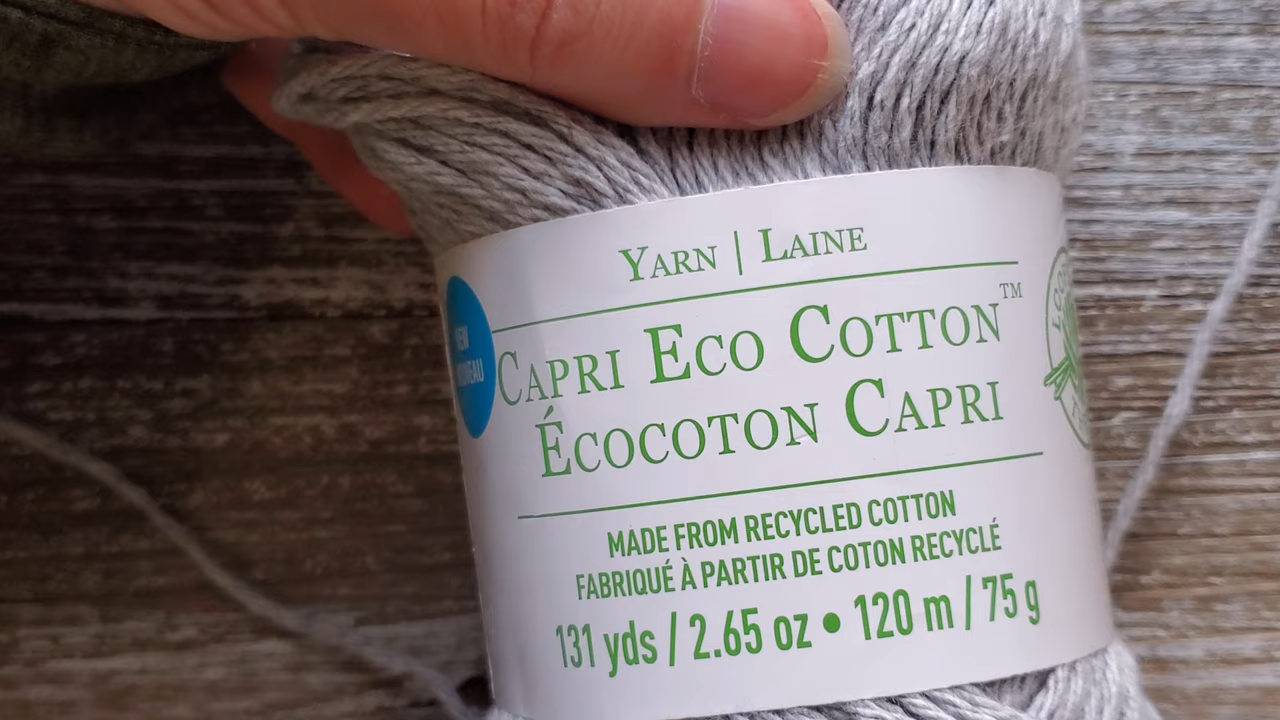 YARN | LAINE
NEW
CAPRI ECO COTTON™
ÉCOCOTON CAPRI
MADE FROM RECYCLED COTTON
FABRIQUÉ À PARTIR DE COTON RECYCLÉ
131 yds / 2.65 oz • 120 m / 75 g